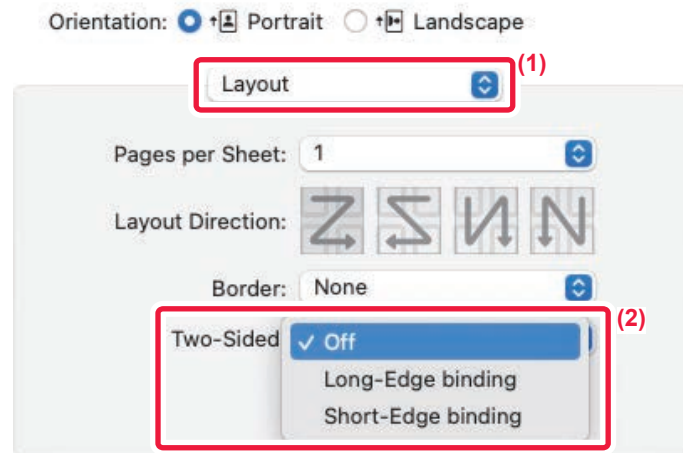 Orientation: Portrait Landscape
(1)
Layout
Pages per Sheet: 1
Layout Direction:
Border: None
(2)
Two-Sided ✓ Off
Long-Edge binding
Short-Edge binding